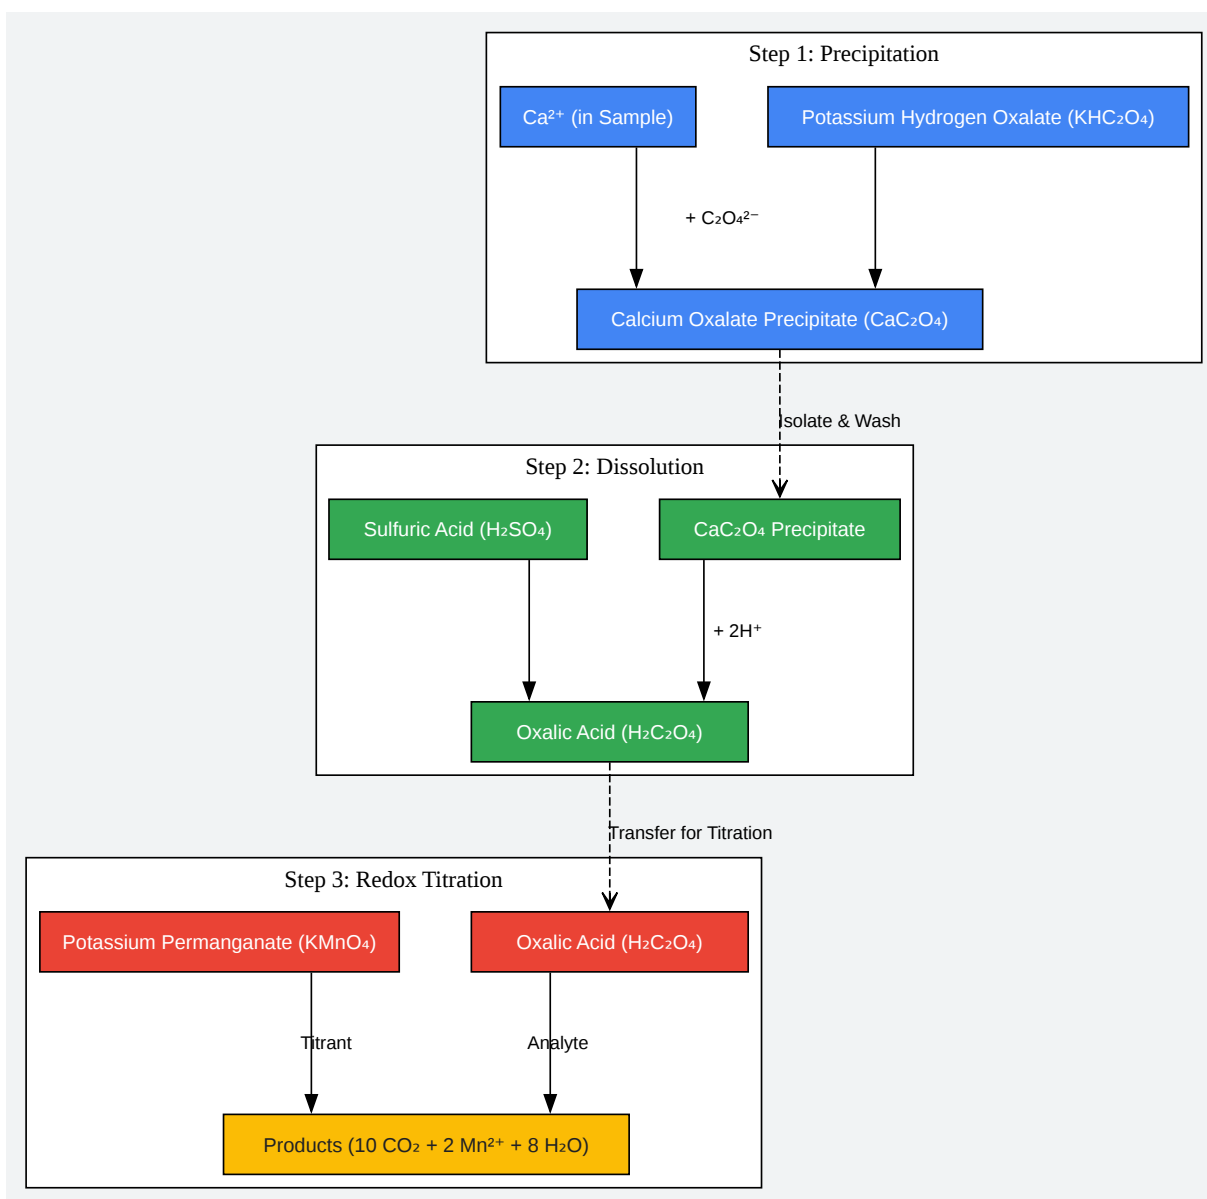 Step 1: Precipitation
Ca²⁺ (in Sample)
Potassium Hydrogen Oxalate (KHC₂O₄)
+ C₂O₄²⁻
Calcium Oxalate Precipitate (CaC₂O₄)
Isolate & Wash
Step 2: Dissolution
Sulfuric Acid (H₂SO₄)
CaC₂O₄ Precipitate
+ 2H⁺
Oxalic Acid (H₂C₂O₄)
Transfer for Titration
Step 3: Redox Titration
Potassium Permanganate (KMnO₄)
Oxalic Acid (H₂C₂O₄)
Titrant
Analyte
Products (10 CO₂ + 2 Mn²⁺ + 8 H₂O)